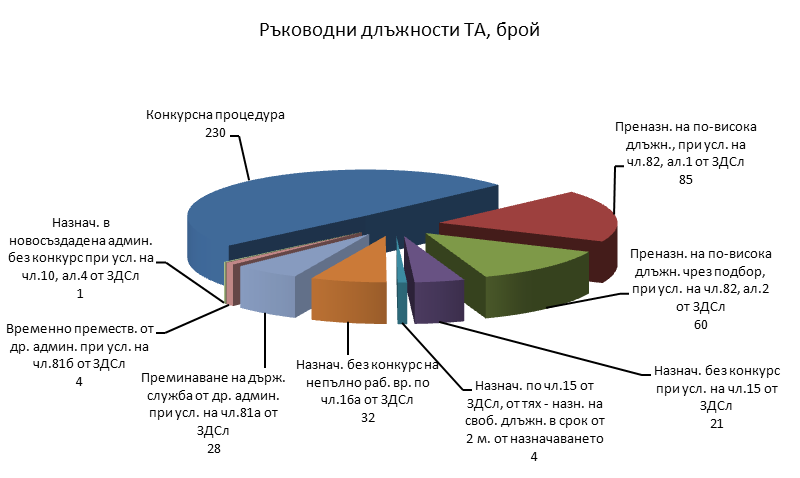 Ръководни длъжности ТА, брой
Конкурсна процедура
230
Преназн. на по-висока
длъжн., при усл. на
чл.82, ал.1 от ЗДСл
85
Преназн. на по-висока
длъжн. чрез подбор,
при усл. на чл.82, ал.2
от ЗДСл
60
Назнач. без конкурс
при усл. на чл.15 от
ЗДСл
21
Назнач. по чл.15 от
ЗДСл, от тях - назн. на
своб. длъжн. в срок от
2 м. от назначаването
4
Назнач. без конкурс на
непълно раб. вр. по
чл.16а от ЗДСл
32
Преминаване на държ.
служба от др. админ.
при усл. на чл.81а от
ЗДСл
28
Временно преместв. от
др. админ. при усл. на
чл.81б от ЗДСл
4
Назнач. в
новосъздадена админ.
без конкурс при усл. на
чл.10, ал.4 от ЗДСл
1